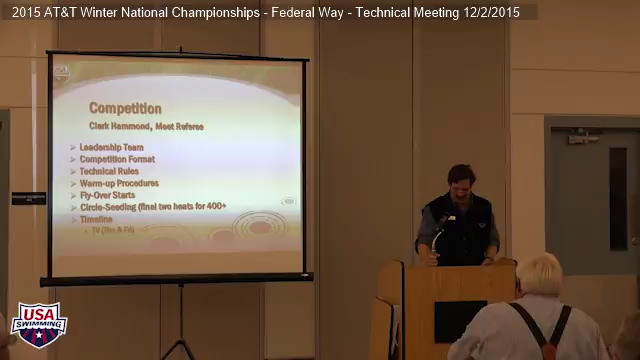 2015 AT&T Winter National Championships - Federal Way - Technical Meeting 12/2/2015
Competition
Clark Hammond, Meet Referee
➢ Leadership Team
➢ Competition Format
➢ Technical Rules
➢ Warm-up Procedures
➢ Fly-Over Starts
➢ Circle-Seeding (final two heats for 400+
➢ Timeline
USA
SWIMMING